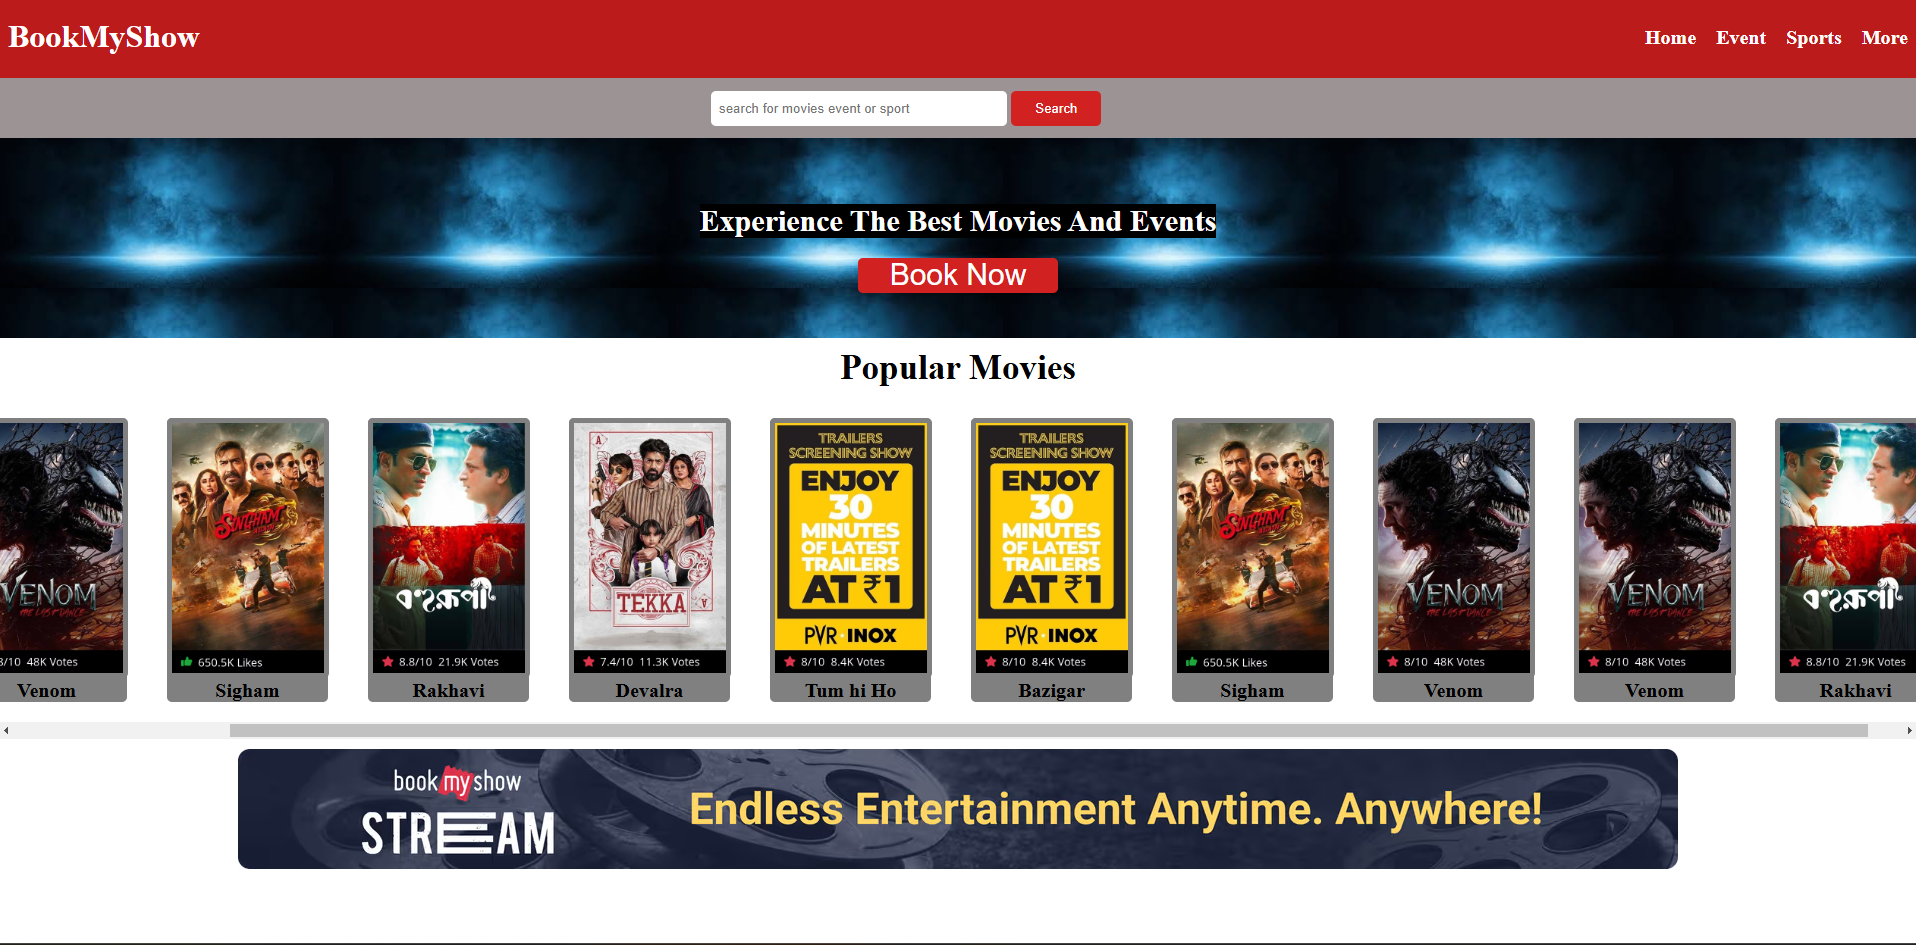 BookMyShow
Home Event Sports More
search for movies event or sport
Search
Experience The Best Movies And Events
Book Now
Popular Movies
VENOM
THE LAST DANCE
8/10 48K Votes
Venom
SINGHAM
650.5K Likes
Sigham
বহুরূপী
8.8/10 21.9K Votes
Rakhavi
A
TEKKA
A
7.4/10 11.3K Votes
Devalra
TRAILERS
SCREENING SHOW
ENJOY
30
MINUTES
OF LATEST
TRAILERS
AT ₹1
PVR INOX
8/10 8.4K Votes
Tum hi Ho
TRAILERS
SCREENING SHOW
ENJOY
30
MINUTES
OF LATEST
TRAILERS
AT ₹1
PVR INOX
8/10 8.4K Votes
Bazigar
SINGHAM
650.5K Likes
Sigham
VENOM
THE LAST DANCE
8/10 48K Votes
Venom
VENOM
THE LAST DANCE
8/10 48K Votes
Venom
বহুরূপী
8.8/10 21.9K Votes
Rakhavi
book my show
STREAM
Endless Entertainment Anytime. Anywhere!